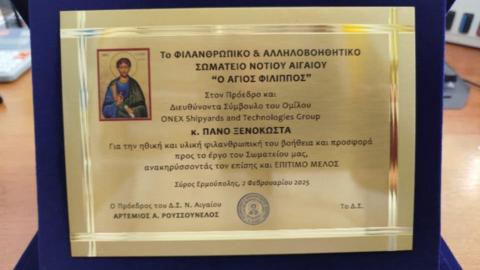 Το ΦΙΛΑΝΘΡΩΠΙΚΟ & ΑΛΛΗΛΟΒΟΗΘΗΤΙΚΟ
ΣΩΜΑΤΕΙΟ ΝΟΤΙΟΥ ΑΙΓΑΙΟΥ
“Ο ΑΓΙΟΣ ΦΙΛΙΠΠΟΣ”
Στον Πρόεδρο και
Διευθύνοντα Σύμβουλο του Ομίλου
ONEX Shipyards and Technologies Group
κ. ΠΑΝΟ ΞΕΝΟΚΩΣΤΑ
Για την ηθική και υλική φιλανθρωπική του βοήθεια και προσφορά
προς το έργο του Σωματείου μας,
ανακηρύσσοντάς τον επίσης και ΕΠΙΤΙΜΟ ΜΕΛΟΣ
Σύρος Ερμούπολης, 2 Φεβρουαρίου 2025
Ο Πρόεδρος του Δ.Σ. Ν. Αιγαίου
ΑΡΤΕΜΙΟΣ Α. ΡΟΥΣΣΟΥΝΕΛΟΣ
Το Δ.Σ.